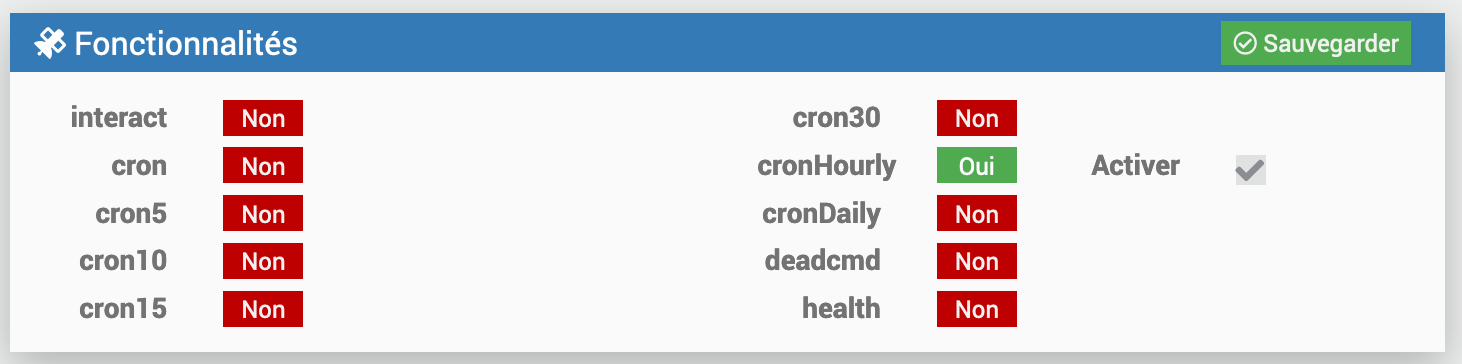 Fonctionnalités Sauvegarder
interact Non cron30 Non
cron Non cronHourly Oui Activer
cron5 Non cronDaily Non
cron10 Non deadcmd Non
cron15 Non health Non